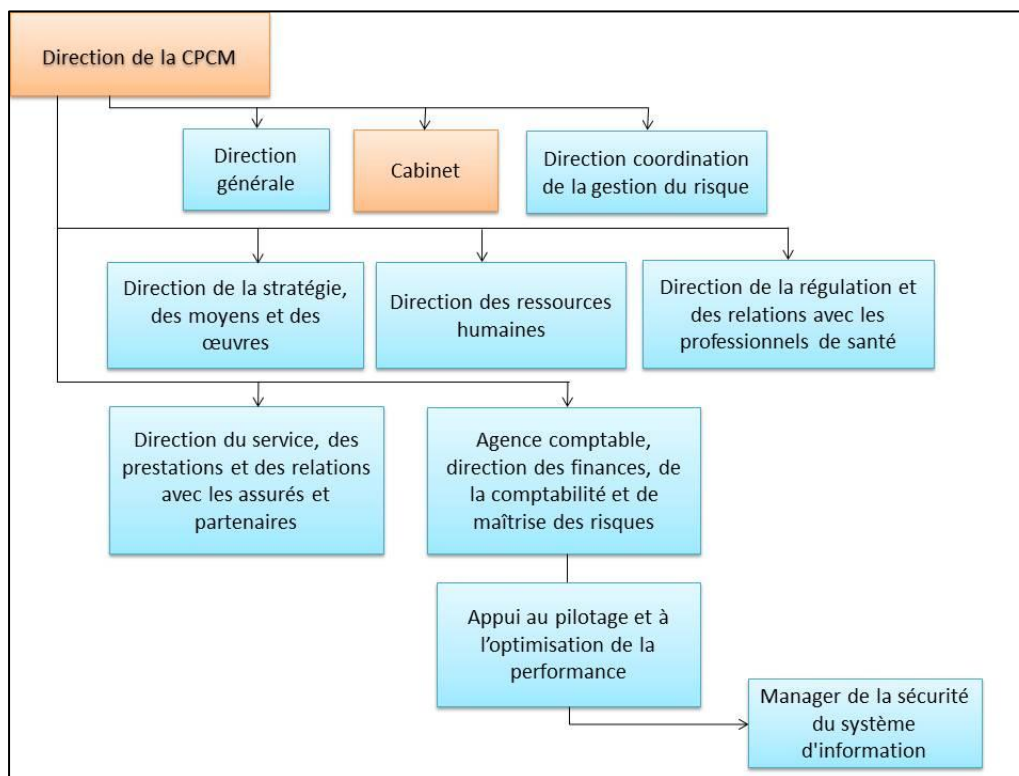 Direction de la CPCM
Direction
générale
Cabinet
Direction coordination
de la gestion du risque
Direction de la stratégie,
des moyens et des
œuvres
Direction des ressources
humaines
Direction de la régulation et
des relations avec les
professionnels de santé
Direction du service, des
prestations et des relations
avec les assurés et
partenaires
Agence comptable,
direction des finances, de
la comptabilité et de
maîtrise des risques
Appui au pilotage et à
l’optimisation de la
performance
Manager de la sécurité
du système
d'information